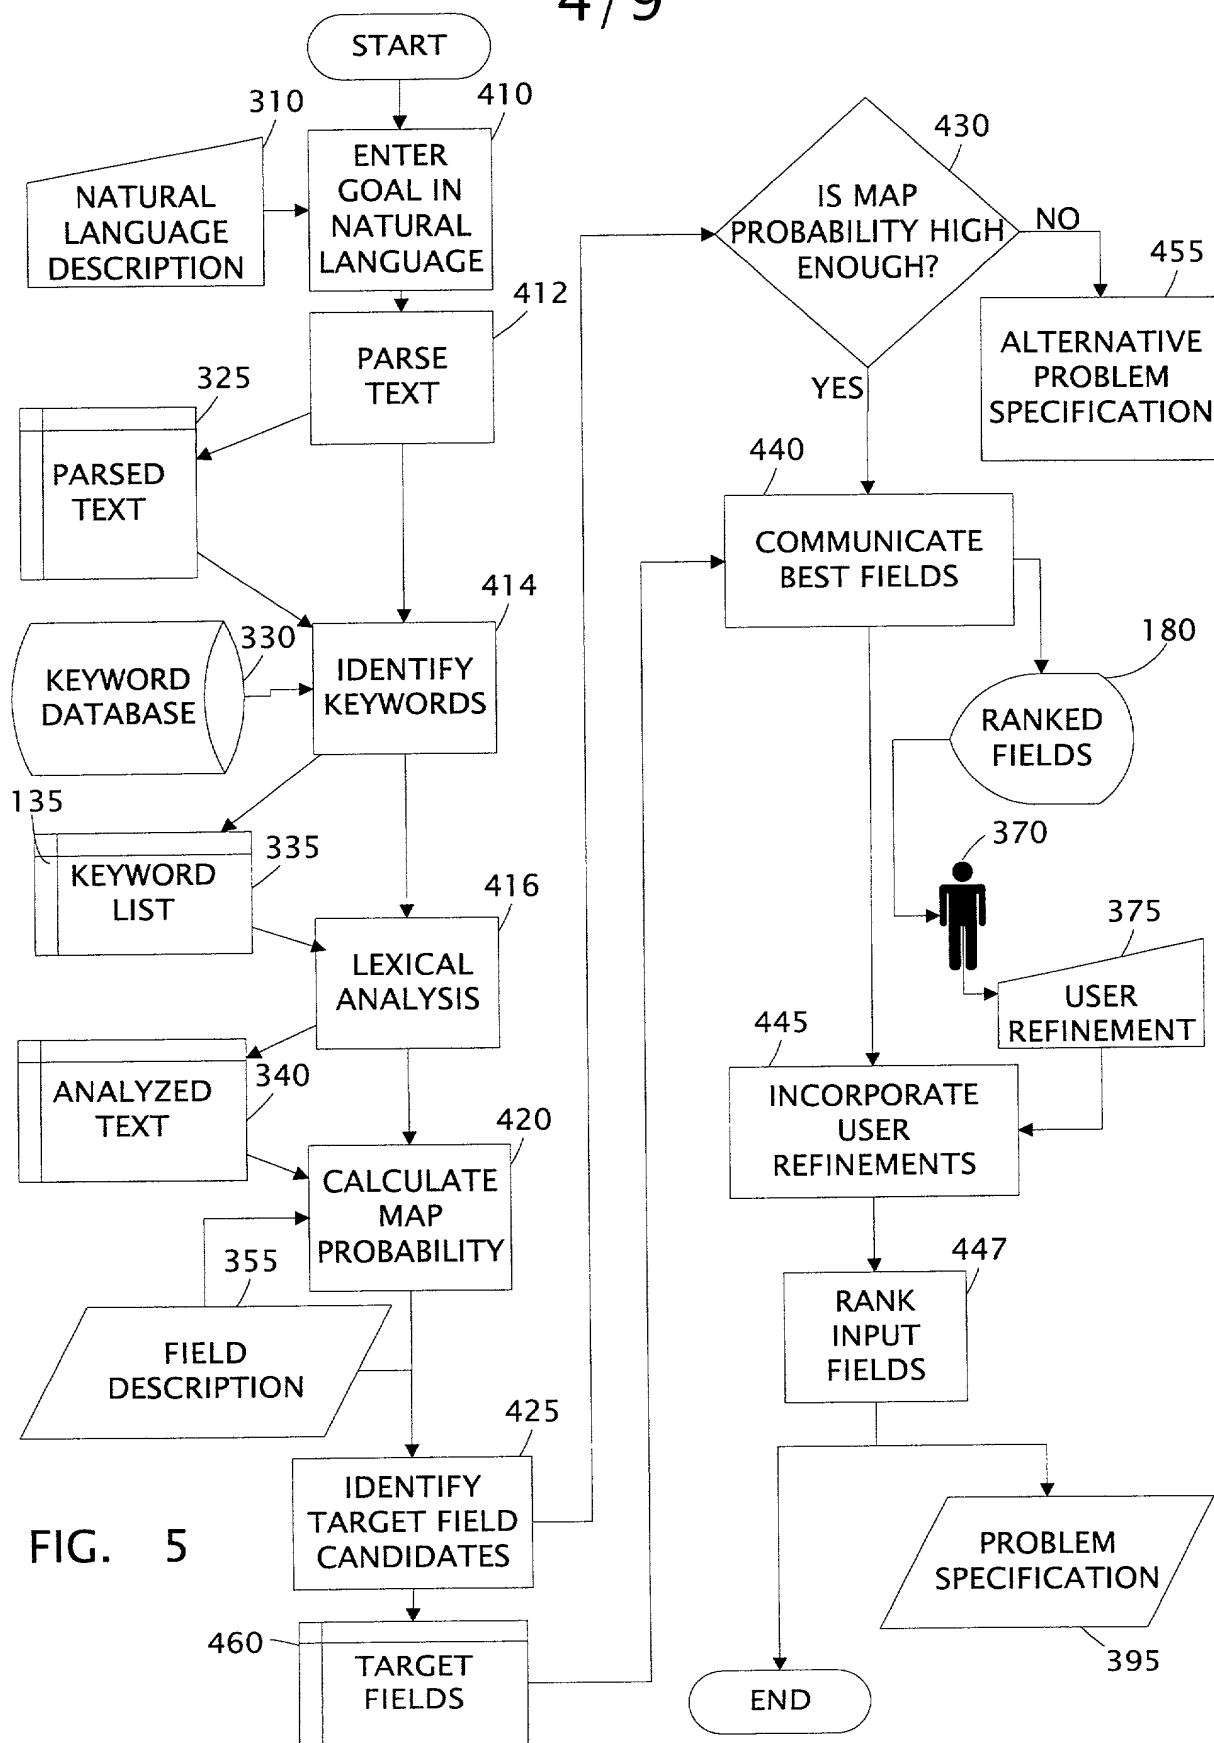 4/9
START
310
410
NATURAL
LANGUAGE
DESCRIPTION
ENTER
GOAL IN
NATURAL
LANGUAGE
412
PARSE
TEXT
325
PARSED
TEXT
414
330
KEYWORD
DATABASE
IDENTIFY
KEYWORDS
135
335
KEYWORD
LIST
416
LEXICAL
ANALYSIS
340
ANALYZED
TEXT
420
CALCULATE
MAP
PROBABILITY
355
FIELD
DESCRIPTION
425
IDENTIFY
TARGET FIELD
CANDIDATES
460
TARGET
FIELDS
430
IS MAP
PROBABILITY HIGH
ENOUGH?
NO
YES
455
ALTERNATIVE
PROBLEM
SPECIFICATION
440
COMMUNICATE
BEST FIELDS
180
RANKED
FIELDS
370
375
USER
REFINEMENT
445
INCORPORATE
USER
REFINEMENTS
447
RANK
INPUT
FIELDS
PROBLEM
SPECIFICATION
395
END
FIG. 5